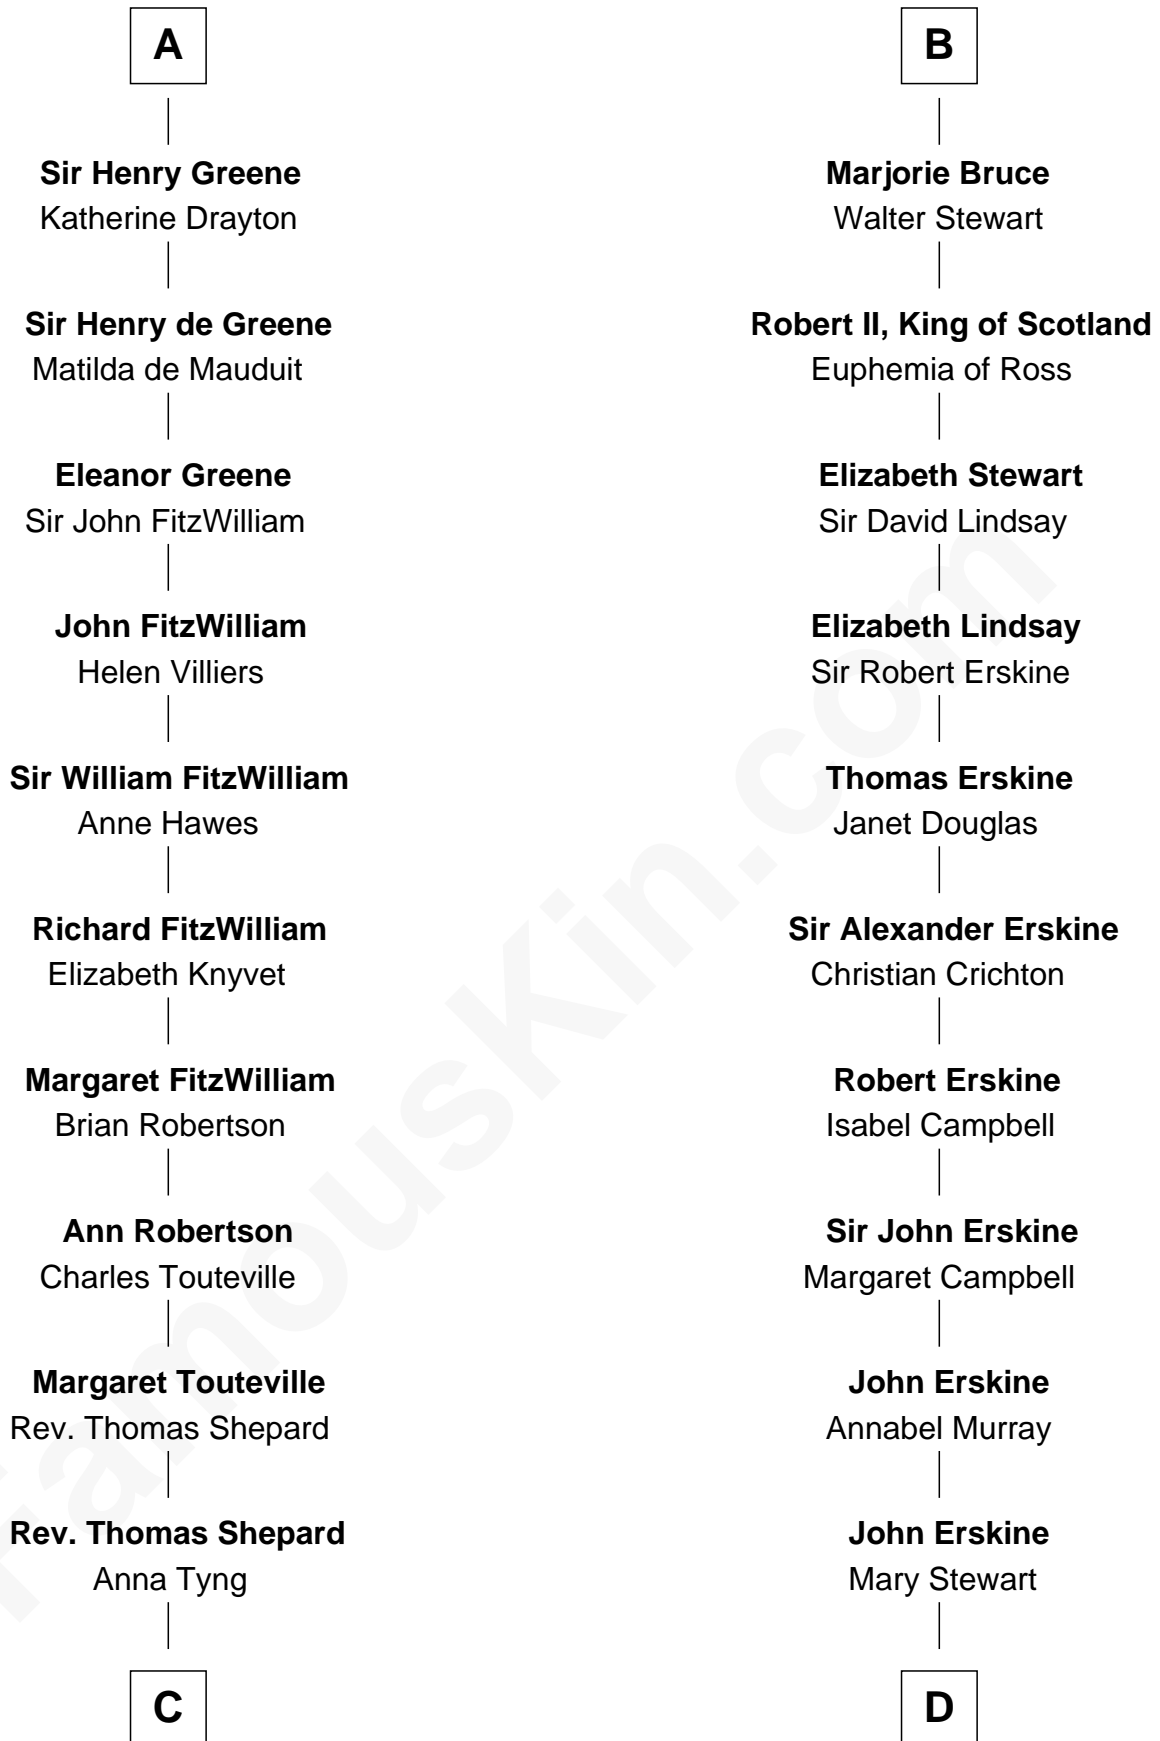 A
Sir Henry Greene
Katherine Drayton
Sir Henry de Greene
Matilda de Mauduit
Eleanor Greene
Sir John FitzWilliam
John FitzWilliam
Helen Villiers
Sir William FitzWilliam
Anne Hawes
Richard FitzWilliam
Elizabeth Knyvet
Margaret FitzWilliam
Brian Robertson
Ann Robertson
Charles Touteville
Margaret Touteville
Rev. Thomas Shepard
Rev. Thomas Shepard
Anna Tyng
C
B
Marjorie Bruce
Walter Stewart
Robert II, King of Scotland
Euphemia of Ross
Elizabeth Stewart
Sir David Lindsay
Elizabeth Lindsay
Sir Robert Erskine
Thomas Erskine
Janet Douglas
Sir Alexander Erskine
Christian Crichton
Robert Erskine
Isabel Campbell
Sir John Erskine
Margaret Campbell
John Erskine
Annabel Murray
John Erskine
Mary Stewart
D
FamousKin.com